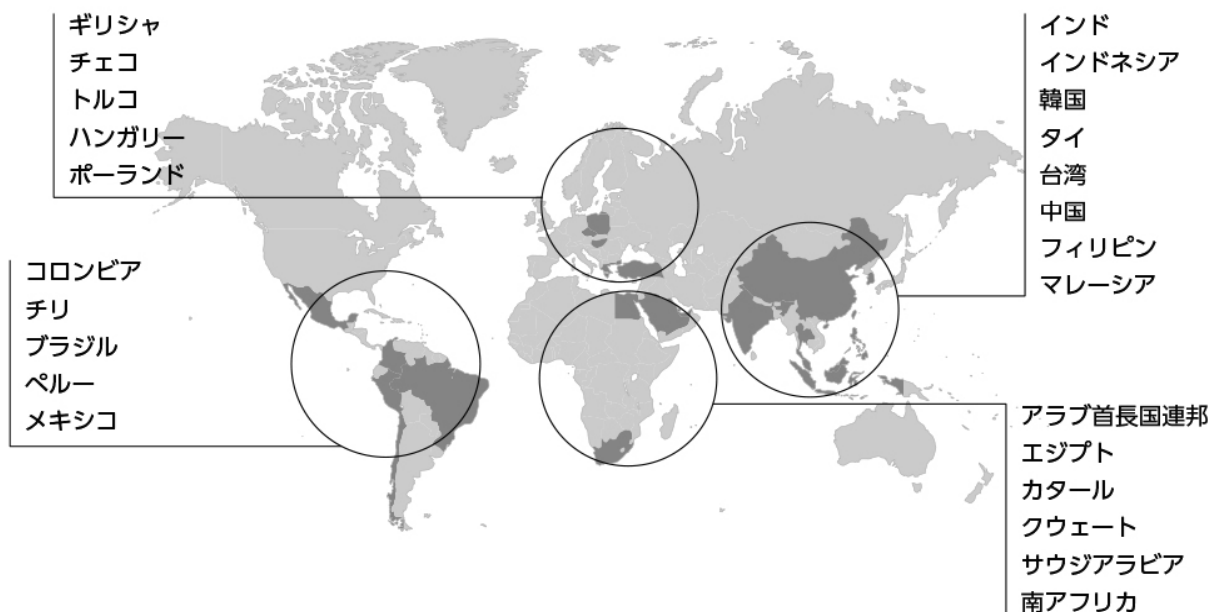 ギリシャ
チェコ
トルコ
ハンガリー
ポーランド
コロンビア
チリ
ブラジル
ペルー
メキシコ
インド
インドネシア
韓国
タイ
台湾
中国
フィリピン
マレーシア
アラブ首長国連邦
エジプト
カタール
クウェート
サウジアラビア
南アフリカ